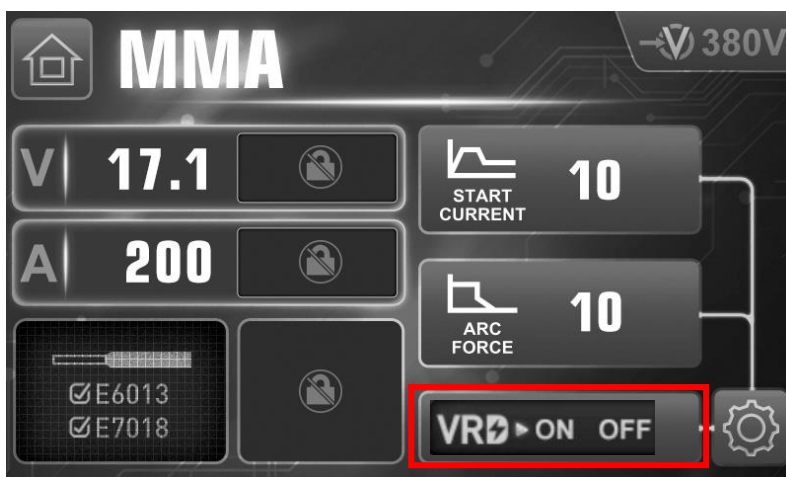 MMA
380V
V 17.1
START
CURRENT
10
A 200
ARC
FORCE
10
E6013
E7018
VRD ON OFF